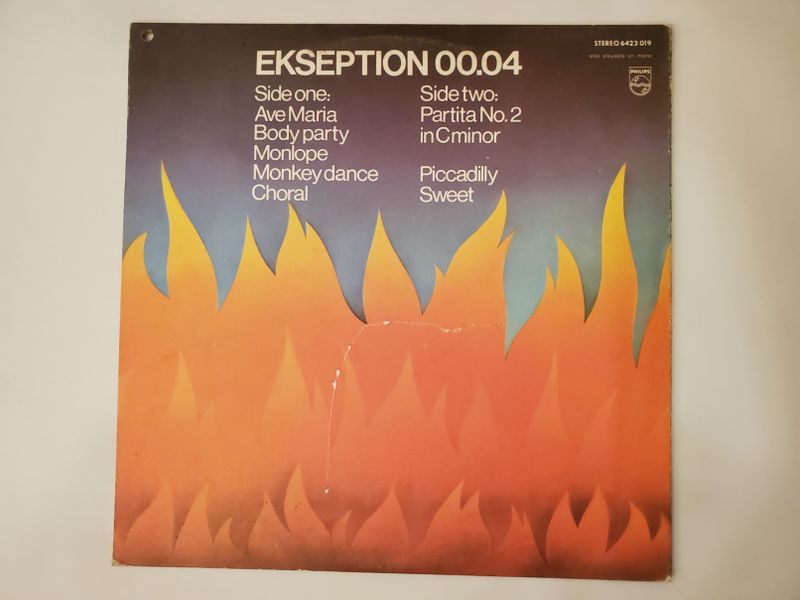 EKSEPTION 00.04
STEREO 6423 019
also playable on mono
PHILIPS
Side one:
Ave Maria
Body party
Monlope
Monkey dance
Choral
Side two:
Partita No. 2
in C minor
Piccadilly
Sweet